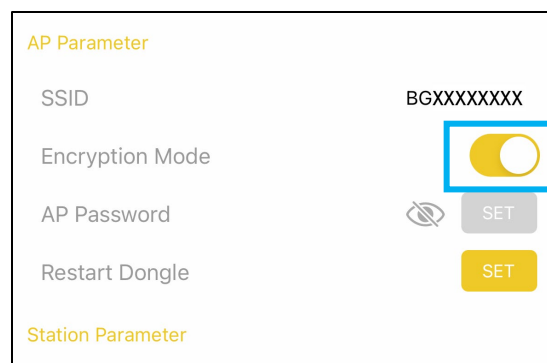 AP Parameter
SSID BGXXXXXXXX
Encryption Mode
AP Password SET
Restart Dongle SET
Station Parameter